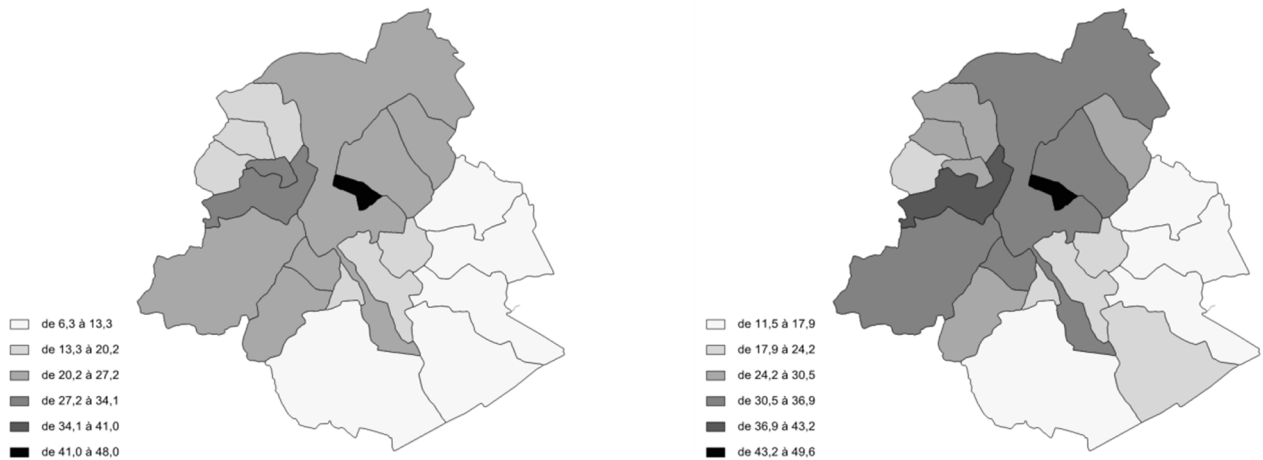 de 6,3 à 13,3
de 13,3 à 20,2
de 20,2 à 27,2
de 27,2 à 34,1
de 34,1 à 41,0
de 41,0 à 48,0
de 11,5 à 17,9
de 17,9 à 24,2
de 24,2 à 30,5
de 30,5 à 36,9
de 36,9 à 43,2
de 43,2 à 49,6